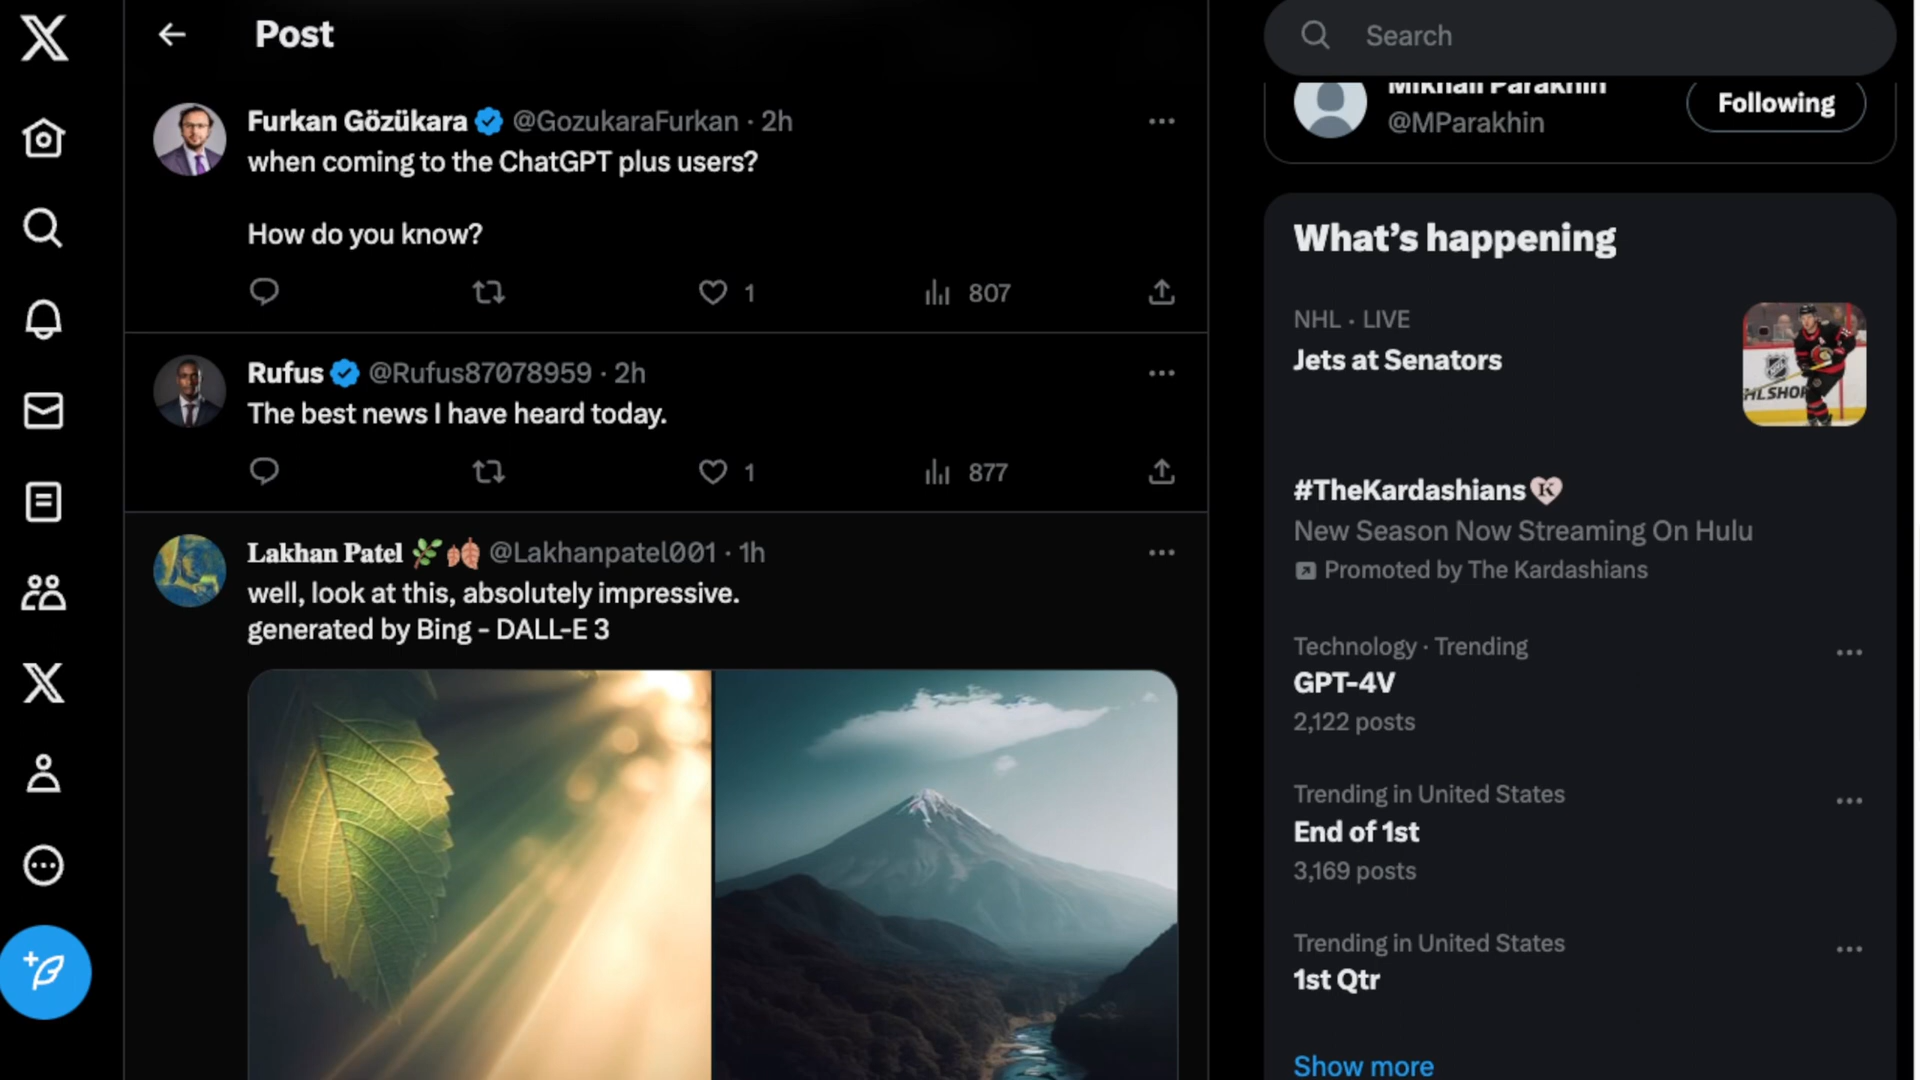 Post
Furkan Gözükara @GozukaraFurkan · 2h
when coming to the ChatGPT plus users?
How do you know?
1
807
Rufus @Rufus87078959 · 2h
The best news I have heard today.
1
877
Lakhan Patel 🌿🍂 @Lakhanpatel001 · 1h
well, look at this, absolutely impressive.
generated by Bing - DALL-E 3
Search
Mikhail Parakhin
@MParakhin
Following
What's happening
NHL · LIVE
Jets at Senators
HLSHOP
#TheKardashians
New Season Now Streaming On Hulu
Promoted by The Kardashians
Technology · Trending
GPT-4V
2,122 posts
Trending in United States
End of 1st
3,169 posts
Trending in United States
1st Qtr
Show more